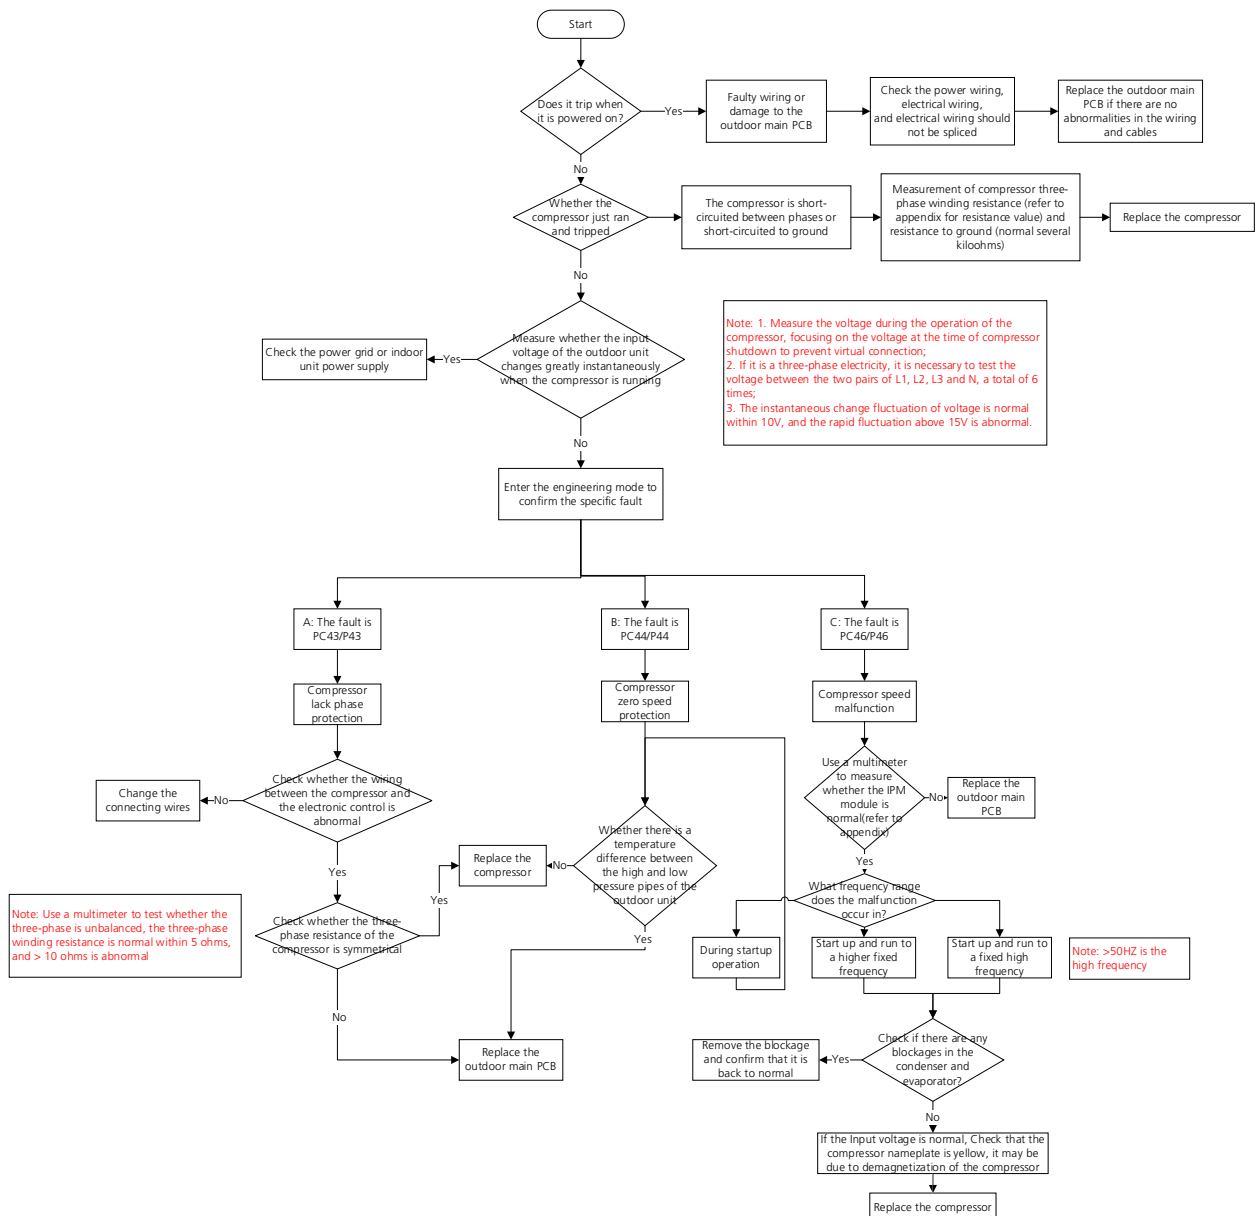 Start
Does it trip when
it is powered on?
Yes
Faulty wiring or
damage to the
outdoor main PCB
Check the power wiring,
electrical wiring,
and electrical wiring should
not be spliced
Replace the outdoor main
PCB if there are no
abnormalities in the wiring
and cables
No
Whether the
compressor just ran
and tripped
The compressor is short-
circuited between phases or
short-circuited to ground
Measurement of compressor three-
phase winding resistance (refer to
appendix for resistance value) and
resistance to ground (normal several
kiloohms)
Replace the compressor
No
Measure whether the input
voltage of the outdoor unit
changes greatly instantaneously
when the compressor is running
Yes
Check the power grid or indoor
unit power supply
Note: 1. Measure the voltage during the operation of the
compressor, focusing on the voltage at the time of compressor
shutdown to prevent virtual connection;
2. If it is a three-phase electricity, it is necessary to test the
voltage between the two pairs of L1, L2, L3 and N, a total of 6
times;
3. The instantaneous change fluctuation of voltage is normal
within 10V, and the rapid fluctuation above 15V is abnormal.
No
Enter the engineering mode to
confirm the specific fault
A: The fault is
PC43/P43
B: The fault is
PC44/P44
C: The fault is
PC46/P46
Compressor
lack phase
protection
Compressor
zero speed
protection
Compressor speed
malfunction
Check whether the wiring
between the compressor and
the electronic control is
abnormal
No
Change the
connecting wires
Use a multimeter
to measure
whether the IPM
module is
normal(refer to
appendix)
No
Replace the
outdoor main
PCB
Whether there is a
temperature
difference between
the high and low
pressure pipes of the
outdoor unit
No
Replace the
compressor
Yes
Yes
Yes
What frequency range
does the malfunction
occur in?
Note: Use a multimeter to test whether the
three-phase is unbalanced, the three-phase
winding resistance is normal within 5 ohms,
and > 10 ohms is abnormal
Check whether the three-
phase resistance of the
compressor is symmetrical
Yes
During startup
operation
Start up and run to
a higher fixed
frequency
Start up and run to
a fixed high
frequency
Note: >50HZ is the
high frequency
No
Replace the
outdoor main PCB
Check if there are any
blockages in the
condenser and
evaporator?
Yes
Remove the blockage
and confirm that it is
back to normal
No
If the Input voltage is normal, Check that the
compressor nameplate is yellow, it may be
due to demagnetization of the compressor
Replace the compressor